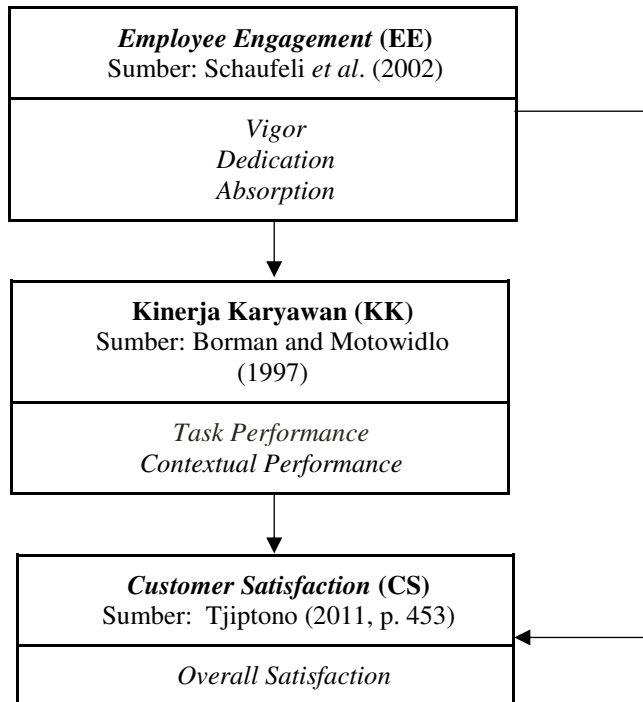 Employee Engagement (EE)
Sumber: Schaufeli et al. (2002)
Vigor
Dedication
Absorption
Kinerja Karyawan (KK)
Sumber: Borman and Motowidlo
(1997)
Task Performance
Contextual Performance
Customer Satisfaction (CS)
Sumber: Tjiptono (2011, p. 453)
Overall Satisfaction